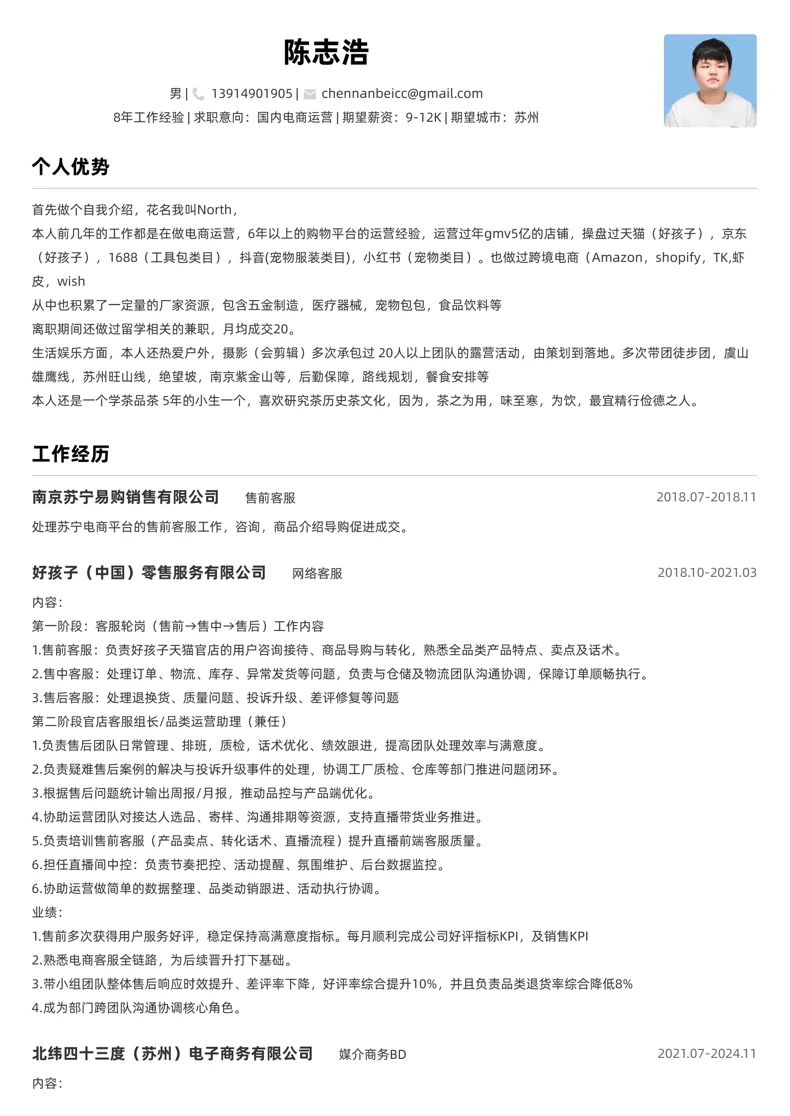 陈志浩
男 | 13914901905 | chennanbeicc@gmail.com
8年工作经验 | 求职意向：国内电商运营 | 期望薪资：9-12K | 期望城市：苏州
个人优势
首先做个自我介绍，花名我叫North，
本人前几年的工作都是在做电商运营，6年以上的购物平台的运营经验，运营过年gmv5亿的店铺，操盘过天猫（好孩子），京东
（好孩子），1688（工具包类目），抖音(宠物服装类目)，小红书（宠物类目）。也做过跨境电商（Amazon，shopify，TK,虾
皮，wish
从中也积累了一定量的厂家资源，包含五金制造，医疗器械，宠物包包，食品饮料等
离职期间还做过留学相关的兼职，月均成交20。
生活娱乐方面，本人还热爱户外，摄影（会剪辑）多次承包过 20人以上团队的露营活动，由策划到落地。多次带团徒步团，虞山
雄鹰线，苏州旺山线，绝望坡，南京紫金山等，后勤保障，路线规划，餐食安排等
本人还是一个学茶品茶 5年的小生一个，喜欢研究茶历史茶文化，因为，茶之为用，味至寒，为饮，最宜精行俭德之人。
工作经历
南京苏宁易购销售有限公司 售前客服 2018.07-2018.11
处理苏宁电商平台的售前客服工作，咨询，商品介绍导购促进成交。
好孩子（中国）零售服务有限公司 网络客服 2018.10-2021.03
内容：
第一阶段：客服轮岗（售前→售中→售后）工作内容
1.售前客服：负责好孩子天猫官店的用户咨询接待、商品导购与转化，熟悉全品类产品特点、卖点及话术。
2.售中客服：处理订单、物流、库存、异常发货等问题，负责与仓储及物流团队沟通协调，保障订单顺畅执行。
3.售后客服：处理退换货、质量问题、投诉升级、差评修复等问题
第二阶段官店客服组长/品类运营助理（兼任）
1.负责售后团队日常管理、排班，质检，话术优化、绩效跟进，提高团队处理效率与满意度。
2.负责疑难售后案例的解决与投诉升级事件的处理，协调工厂质检、仓库等部门推进问题闭环。
3.根据售后问题统计输出周报/月报，推动品控与产品端优化。
4.协助运营团队对接达人选品、寄样、沟通排期等资源，支持直播带货业务推进。
5.负责培训售前客服（产品卖点、转化话术、直播流程）提升直播前端客服质量。
6.担任直播间中控：负责节奏把控、活动提醒、氛围维护、后台数据监控。
6.协助运营做简单的数据整理、品类动销跟进、活动执行协调。
业绩：
1.售前多次获得用户服务好评，稳定保持高满意度指标。每月顺利完成公司好评指标KPI，及销售KPI
2.熟悉电商客服全链路，为后续晋升打下基础。
3.带小组团队整体售后响应时效提升、差评率下降，好评率综合提升10%，并且负责品类退货率综合降低8%
4.成为部门跨团队沟通协调核心角色。
北纬四十三度（苏州）电子商务有限公司 媒介商务BD 2021.07-2024.11
内容：